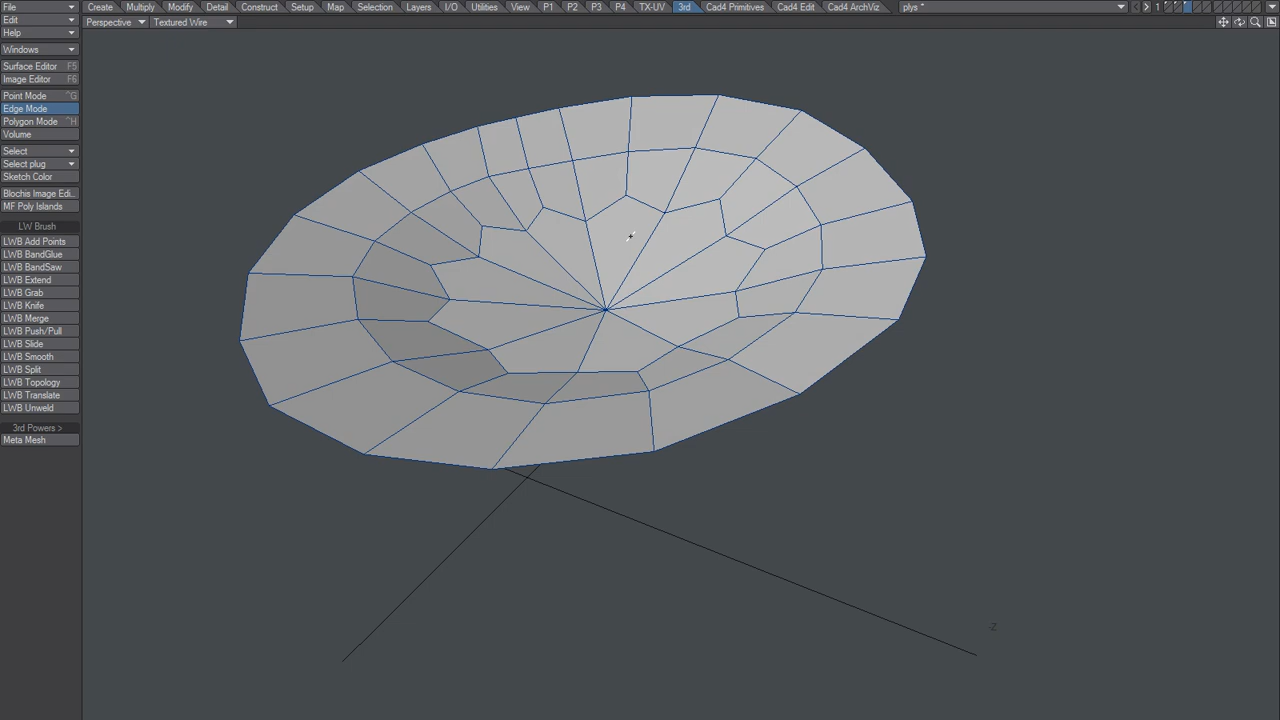 File Create Multiply Modify Detail Construct Setup Map Selection Layers I/O Utilities View P1 P2 P3 P4 TX-UV 3rd Cad4 Primitives Cad4 Edit Cad4 ArchViz plys * 1
Edit Perspective Textured Wire
Help
Windows
Surface Editor F5
Image Editor F6
Point Mode ^G
Edge Mode
Polygon Mode ^H
Volume
Select
Select plug
Sketch Color
Blochis Image Edi..
MF Poly Islands
LW Brush
LWB Add Points
LWB BandGlue
LWB BandSaw
LWB Extend
LWB Grab
LWB Knife
LWB Merge
LWB Push/Pull
LWB Slide
LWB Smooth
LWB Split
LWB Topology
LWB Translate
LWB Unweld
3rd Powers >
Meta Mesh
-Z